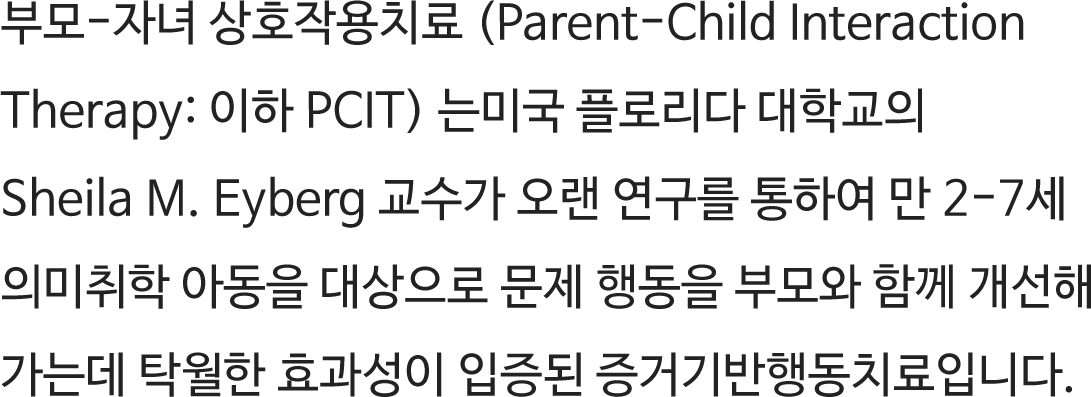 부모-자녀 상호작용치료 (Parent-Child Interaction
Therapy: 이하 PCIT) 는미국 플로리다 대학교의
Sheila M. Eyberg 교수가 오랜 연구를 통하여 만 2-7세
의미취학 아동을 대상으로 문제 행동을 부모와 함께 개선해
가는데 탁월한 효과성이 입증된 증거기반행동치료입니다.